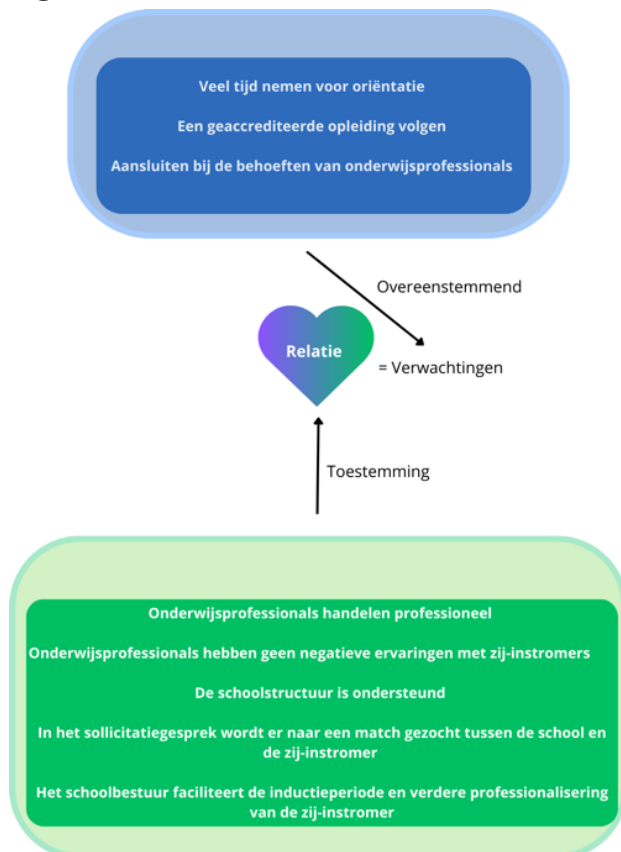 Veel tijd nemen voor oriëntatie
Een geaccrediteerde opleiding volgen
Aansluiten bij de behoeften van onderwijsprofessionals
Overeenstemmend
Relatie
= Verwachtingen
Toestemming
Onderwijsprofessionals handelen professioneel
Onderwijsprofessionals hebben geen negatieve ervaringen met zij-instromers
De schoolstructuur is ondersteund
In het sollicitatiegesprek wordt er naar een match gezocht tussen de school en
de zij-instromer
Het schoolbestuur faciliteert de inductieperiode en verdere professionalisering
van de zij-instromer